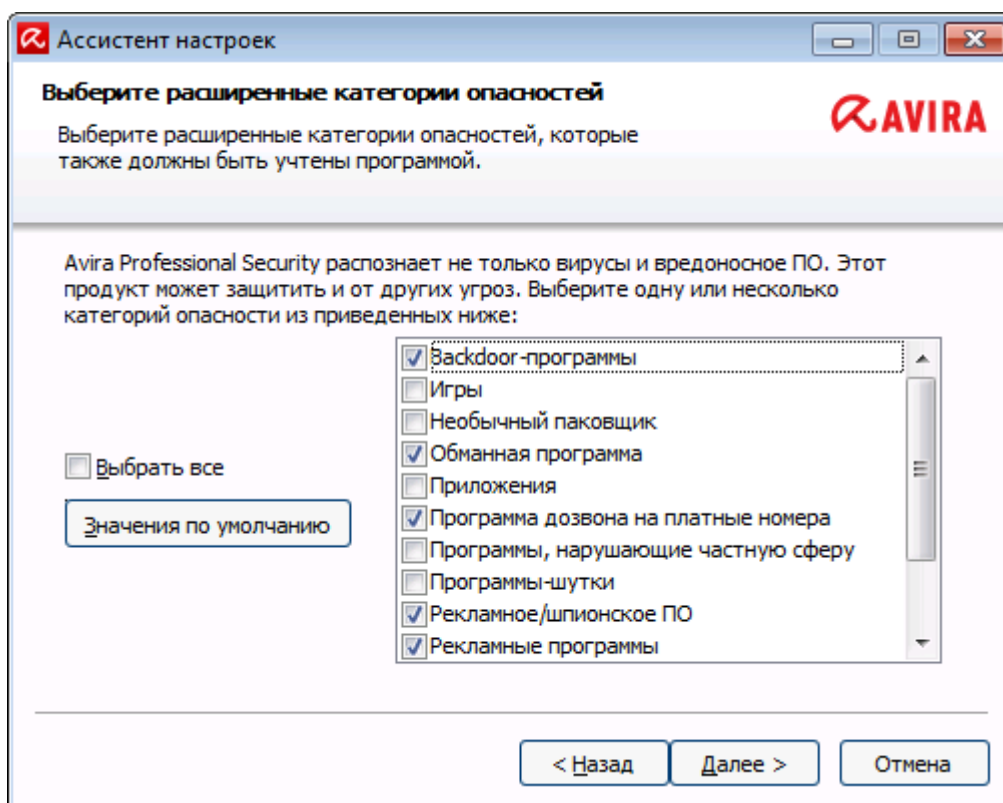 Ассистент настроек
Выберите расширенные категории опасностей
AVIRA
Выберите расширенные категории опасностей, которые
также должны быть учтены программой.
Avira Professional Security распознает не только вирусы и вредоносное ПО. Этот
продукт может защитить и от других угроз. Выберите одну или несколько
категорий опасности из приведенных ниже:
Backdoor-программы
Игры
Необычный паковщик
Обманная программа
Приложения
Программа дозвона на платные номера
Программы, нарушающие частную сферу
Программы-шутки
Рекламное/шпионское ПО
Рекламные программы
Выбрать все
Значения по умолчанию
< Назад
Далее >
Отмена